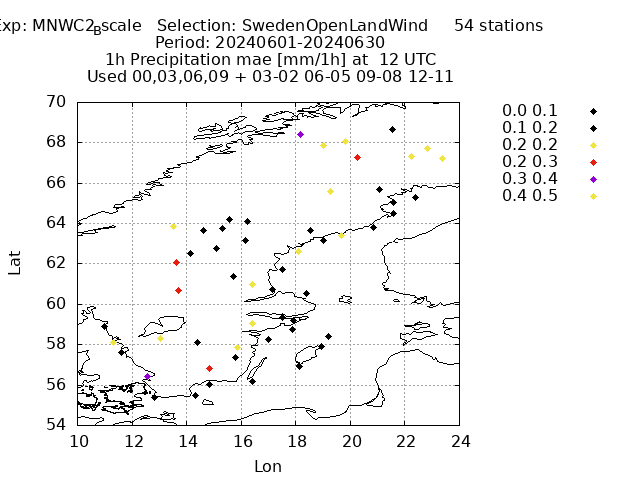 Exp: MNWC2Bscale   Selection: SwedenOpenLandWind     54 stations
Period: 20240601-20240630
1h Precipitation mae [mm/1h] at  12 UTC
Used 00,03,06,09 + 03-02 06-05 09-08 12-11
70
68
66
64
62
60
58
56
54
10 12 14 16 18 20 22 24
Lat
Lon
0.0 0.1
0.1 0.2
0.2 0.2
0.2 0.3
0.3 0.4
0.4 0.5